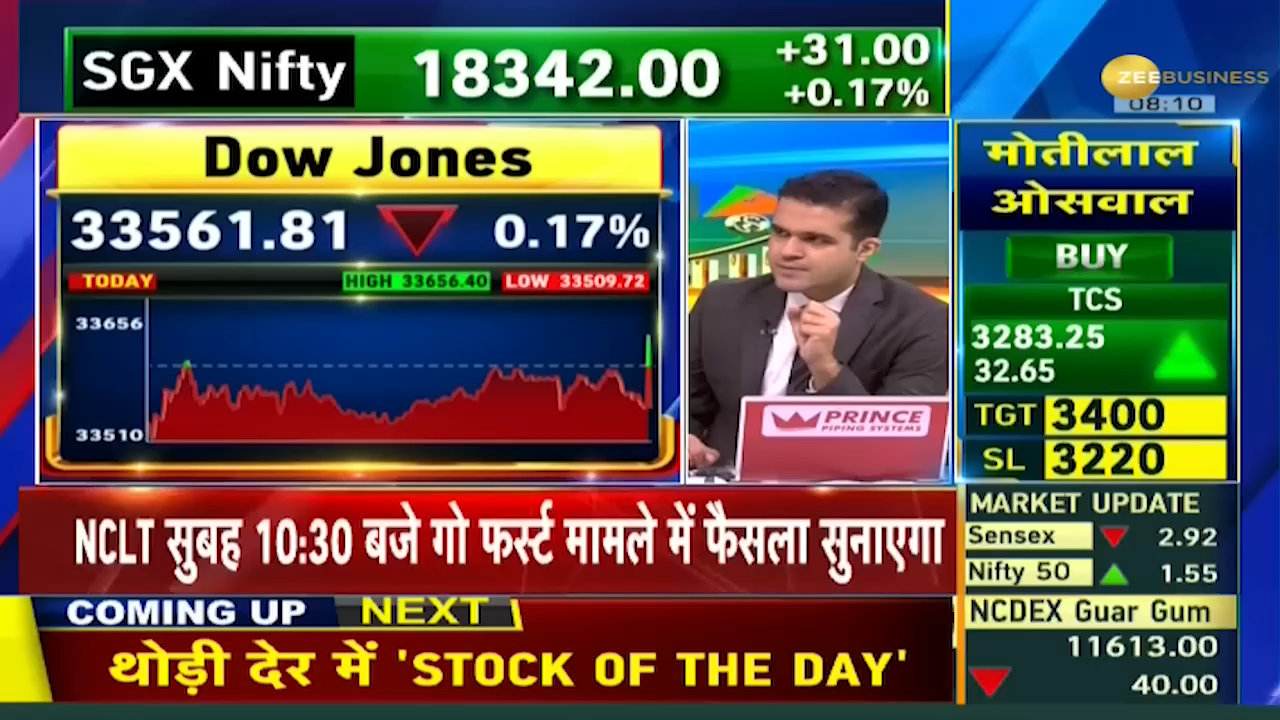 SGX Nifty
18342.00
+31.00
+0.17%
ZEEBUSINESS
08:10
Dow Jones
33561.81
0.17%
TODAY
HIGH 33656.40
LOW 33509.72
33656
33510
PRINCE
PIPING SYSTEMS
मोतीलाल
ओसवाल
BUY
TCS
3283.25
32.65
TGT 3400
SL 3220
NCLT सुबह 10:30 बजे गो फर्स्ट मामले में फैसला सुनाएगा
COMING UP NEXT
थोड़ी देर में 'STOCK OF THE DAY'
MARKET UPDATE
Sensex 2.92
Nifty 50 1.55
NCDEX Guar Gum
11613.00
40.00